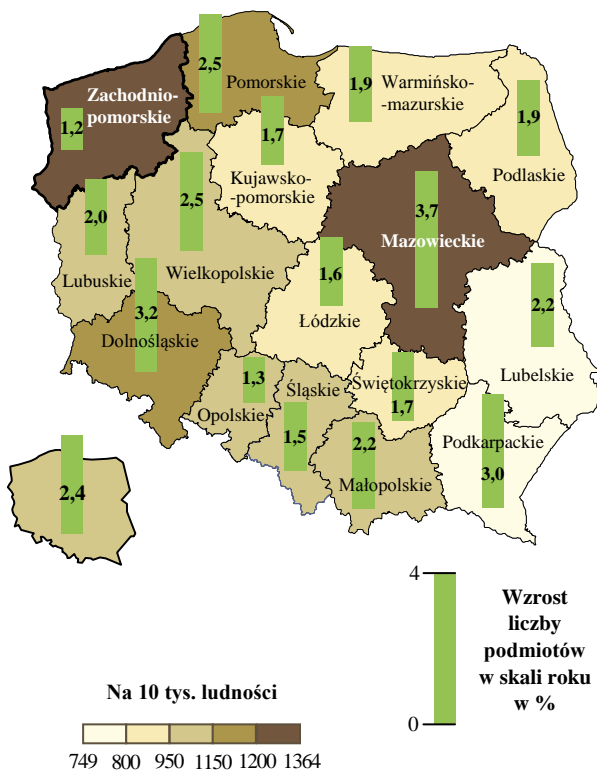 2,5
Pomorskie
1,9
Warmińsko-
-mazurskie
Zachodnio-
pomorskie
1,2
1,7
Kujawsko-
-pomorskie
1,9
Podlaskie
2,0
Lubuskie
2,5
Wielkopolskie
3,7
Mazowieckie
1,6
Łódzkie
3,2
Dolnośląskie
2,2
Lubelskie
1,3
Opolskie
Śląskie
1,5
Świętokrzyskie
1,7
2,2
Małopolskie
Podkarpackie
3,0
2,4
4
0
Wzrost
liczby
podmiotów
w skali roku
w %
Na 10 tys. ludności
749 800 950 1150 1200 1364